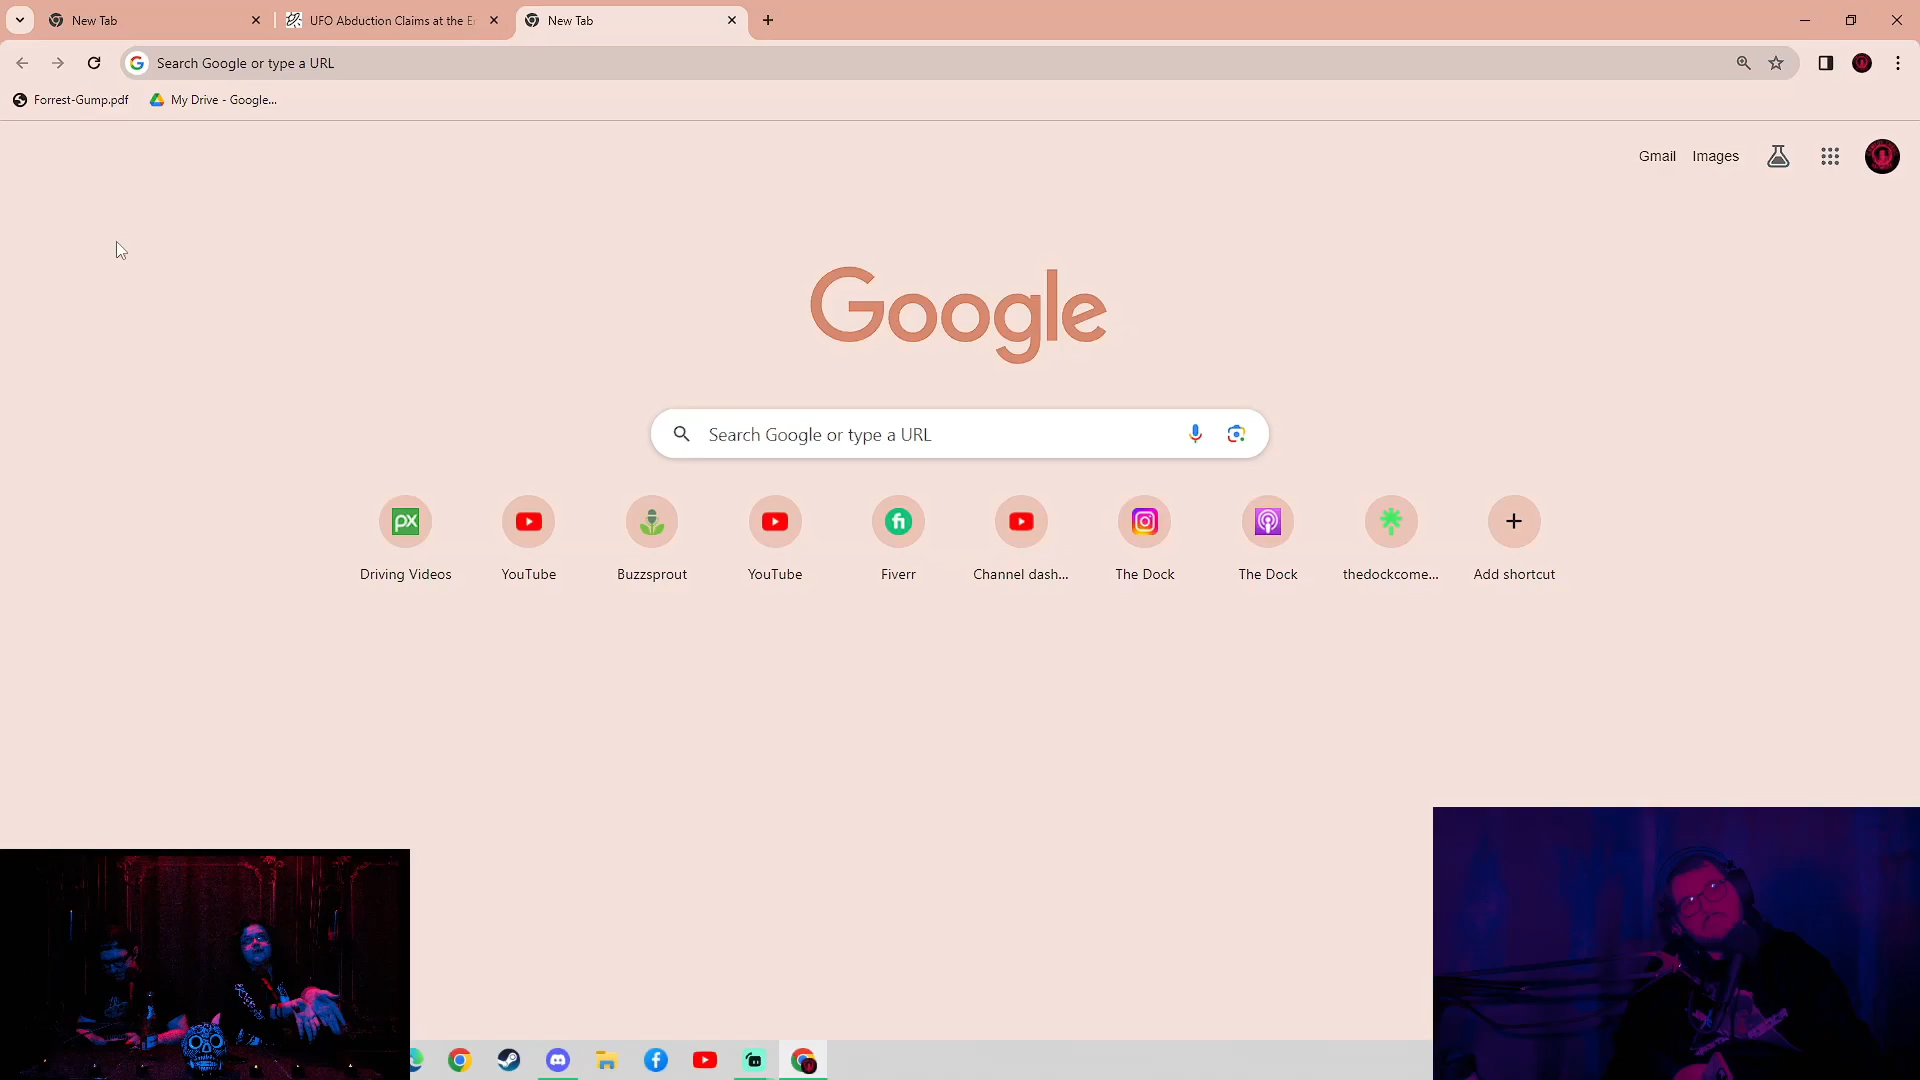 New Tab
UFO Abduction Claims at the E
New Tab
Search Google or type a URL
Forrest-Gump.pdf
My Drive - Google...
Gmail
Images
Google
Search Google or type a URL
Driving Videos
YouTube
Buzzsprout
YouTube
Fiverr
Channel dash...
The Dock
The Dock
thedockcome...
Add shortcut